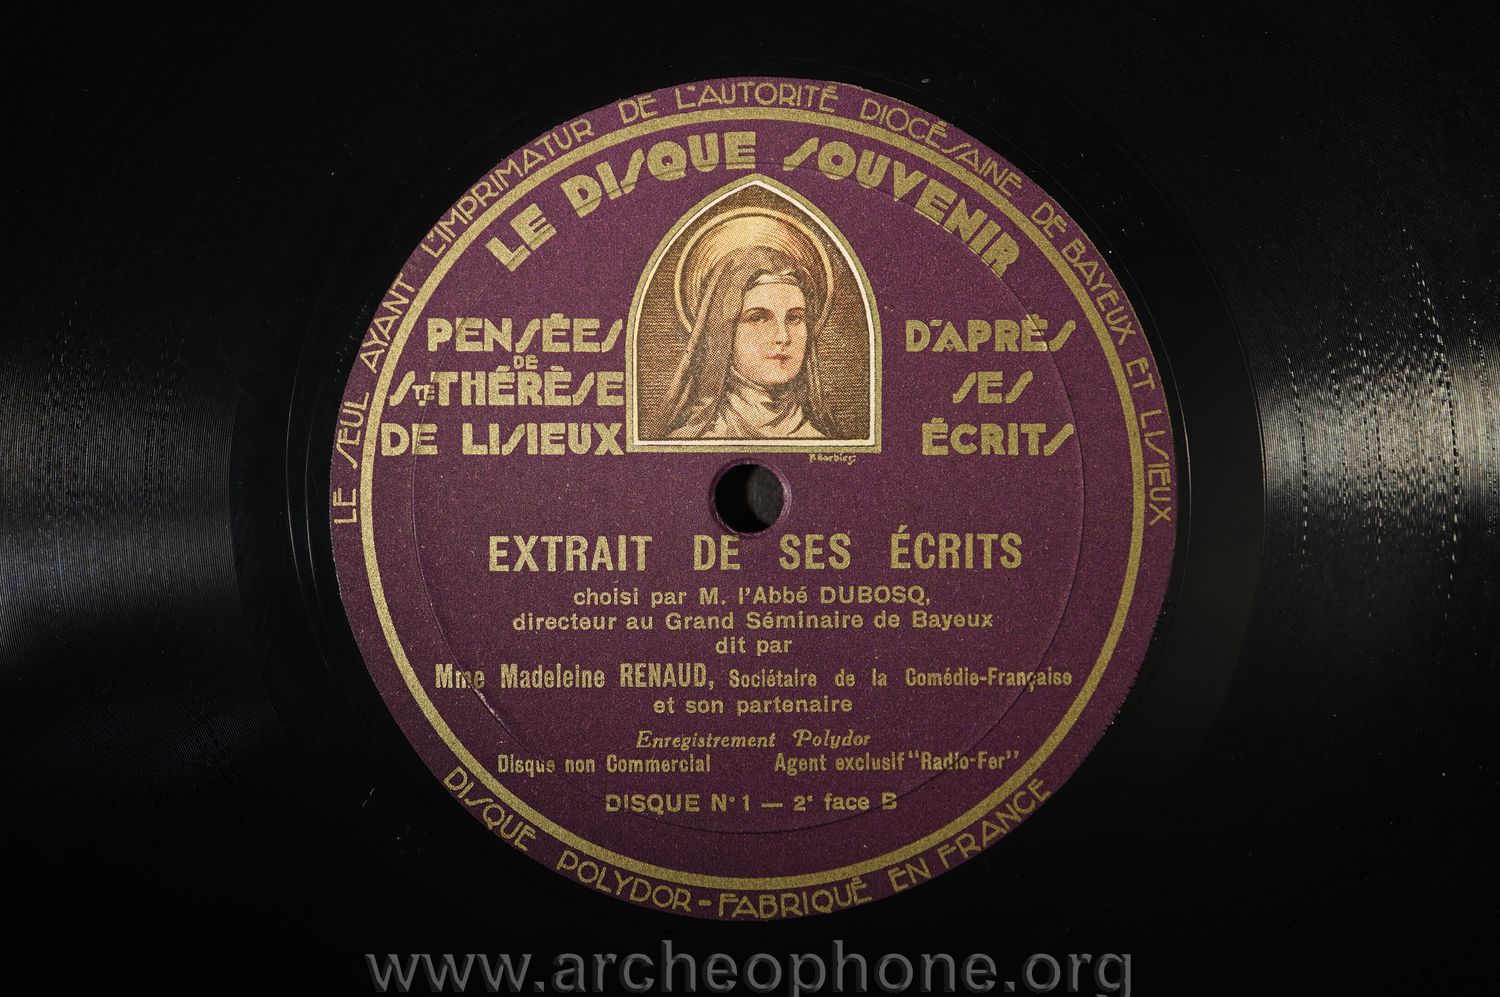 LE SEUL AYANT L'IMPRIMATUR DE L'AUTORITÉ DIOCÉSAINE DE BAYEUX ET LISIEUX
LE DISQUE SOUVENIR
PENSÉES
DE
STE THÉRÈSE
DE LISIEUX
D'APRÈS
SES
ÉCRITS
P. Barbier
EXTRAIT DE SES ÉCRITS
choisi par M. l'Abbé DUBOSQ,
directeur au Grand Séminaire de Bayeux
dit par
Mme Madeleine RENAUD, Sociétaire de la Comédie-Française
et son partenaire
Enregistrement Polydor
Disque non Commercial Agent exclusif "Radio-Fer"
DISQUE N° 1 — 2e face B
DISQUE POLYDOR - FABRIQUÉ EN FRANCE
www.archeophone.org